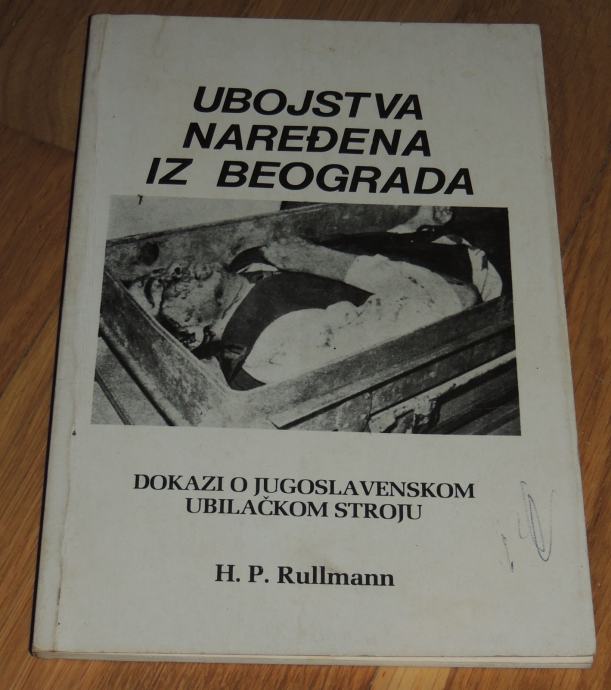 UBOJSTVA
NAREĐENA
IZ BEOGRADA
DOKAZI O JUGOSLAVENSKOM
UBILAČKOM STROJU
H. P. Rullmann